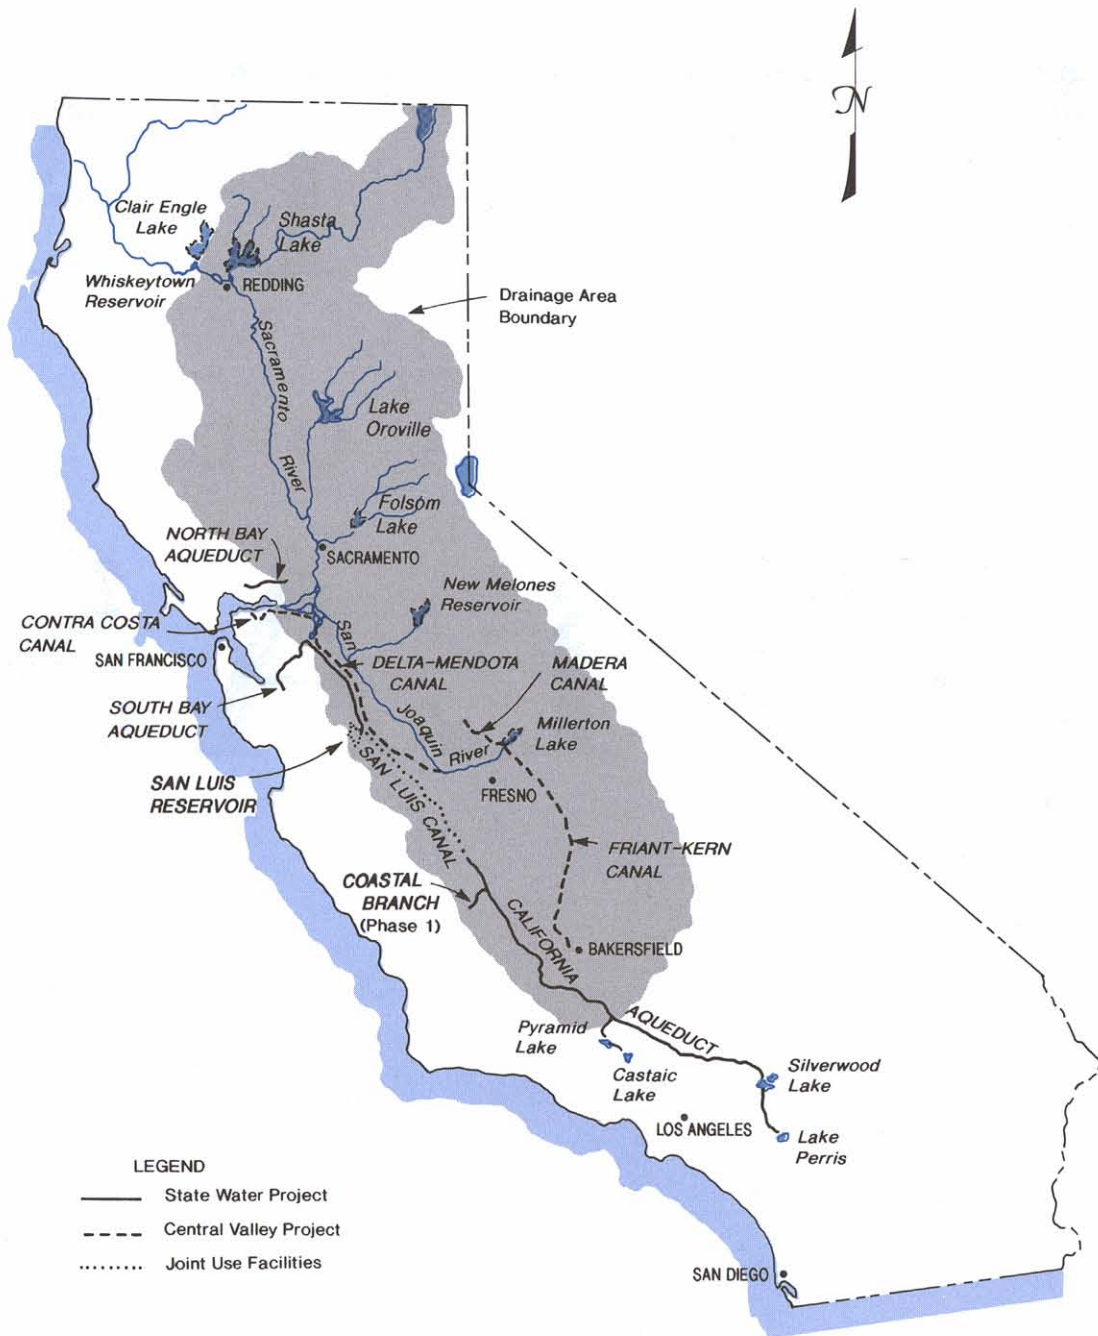 N
Clair Engle
Lake
Shasta
Lake
Whiskeytown
Reservoir
REDDING
Drainage Area
Boundary
Sacramento
River
Lake
Oroville
Folsom
Lake
NORTH BAY
AQUEDUCT
SACRAMENTO
New Melones
Reservoir
CONTRA COSTA
CANAL
SAN FRANCISCO
San
Joaquin
River
DELTA-MENDOTA
CANAL
MADERA
CANAL
SOUTH BAY
AQUEDUCT
Millerton
Lake
SAN LUIS
RESERVOIR
SAN LUIS CANAL
FRESNO
FRIANT-KERN
CANAL
COASTAL
BRANCH
(Phase 1)
CALIFORNIA
AQUEDUCT
BAKERSFIELD
Pyramid
Lake
Castaic
Lake
Silverwood
Lake
LOS ANGELES
Lake
Perris
LEGEND
State Water Project
Central Valley Project
Joint Use Facilities
SAN DIEGO